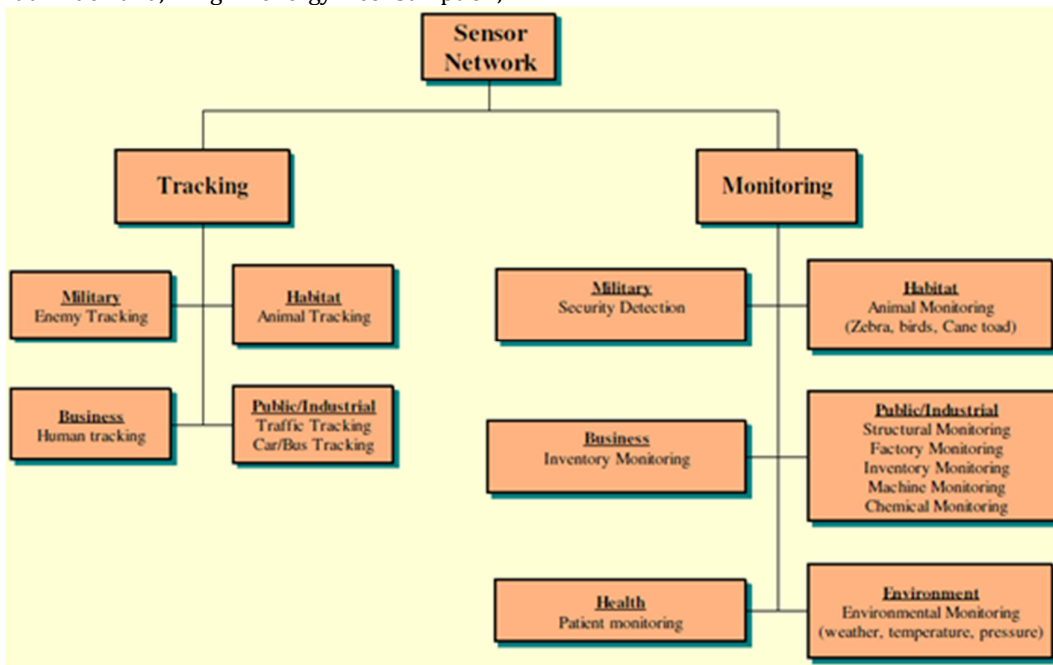 Sensor
Network
Tracking
Monitoring
Military
Enemy Tracking
Habitat
Animal Tracking
Business
Human tracking
Public/Industrial
Traffic Tracking
Car/Bus Tracking
Military
Security Detection
Habitat
Animal Monitoring
(Zebra, birds, Cane toad)
Business
Inventory Monitoring
Public/Industrial
Structural Monitoring
Factory Monitoring
Inventory Monitoring
Machine Monitoring
Chemical Monitoring
Health
Patient monitoring
Environment
Environmental Monitoring
(weather, temperature, pressure)